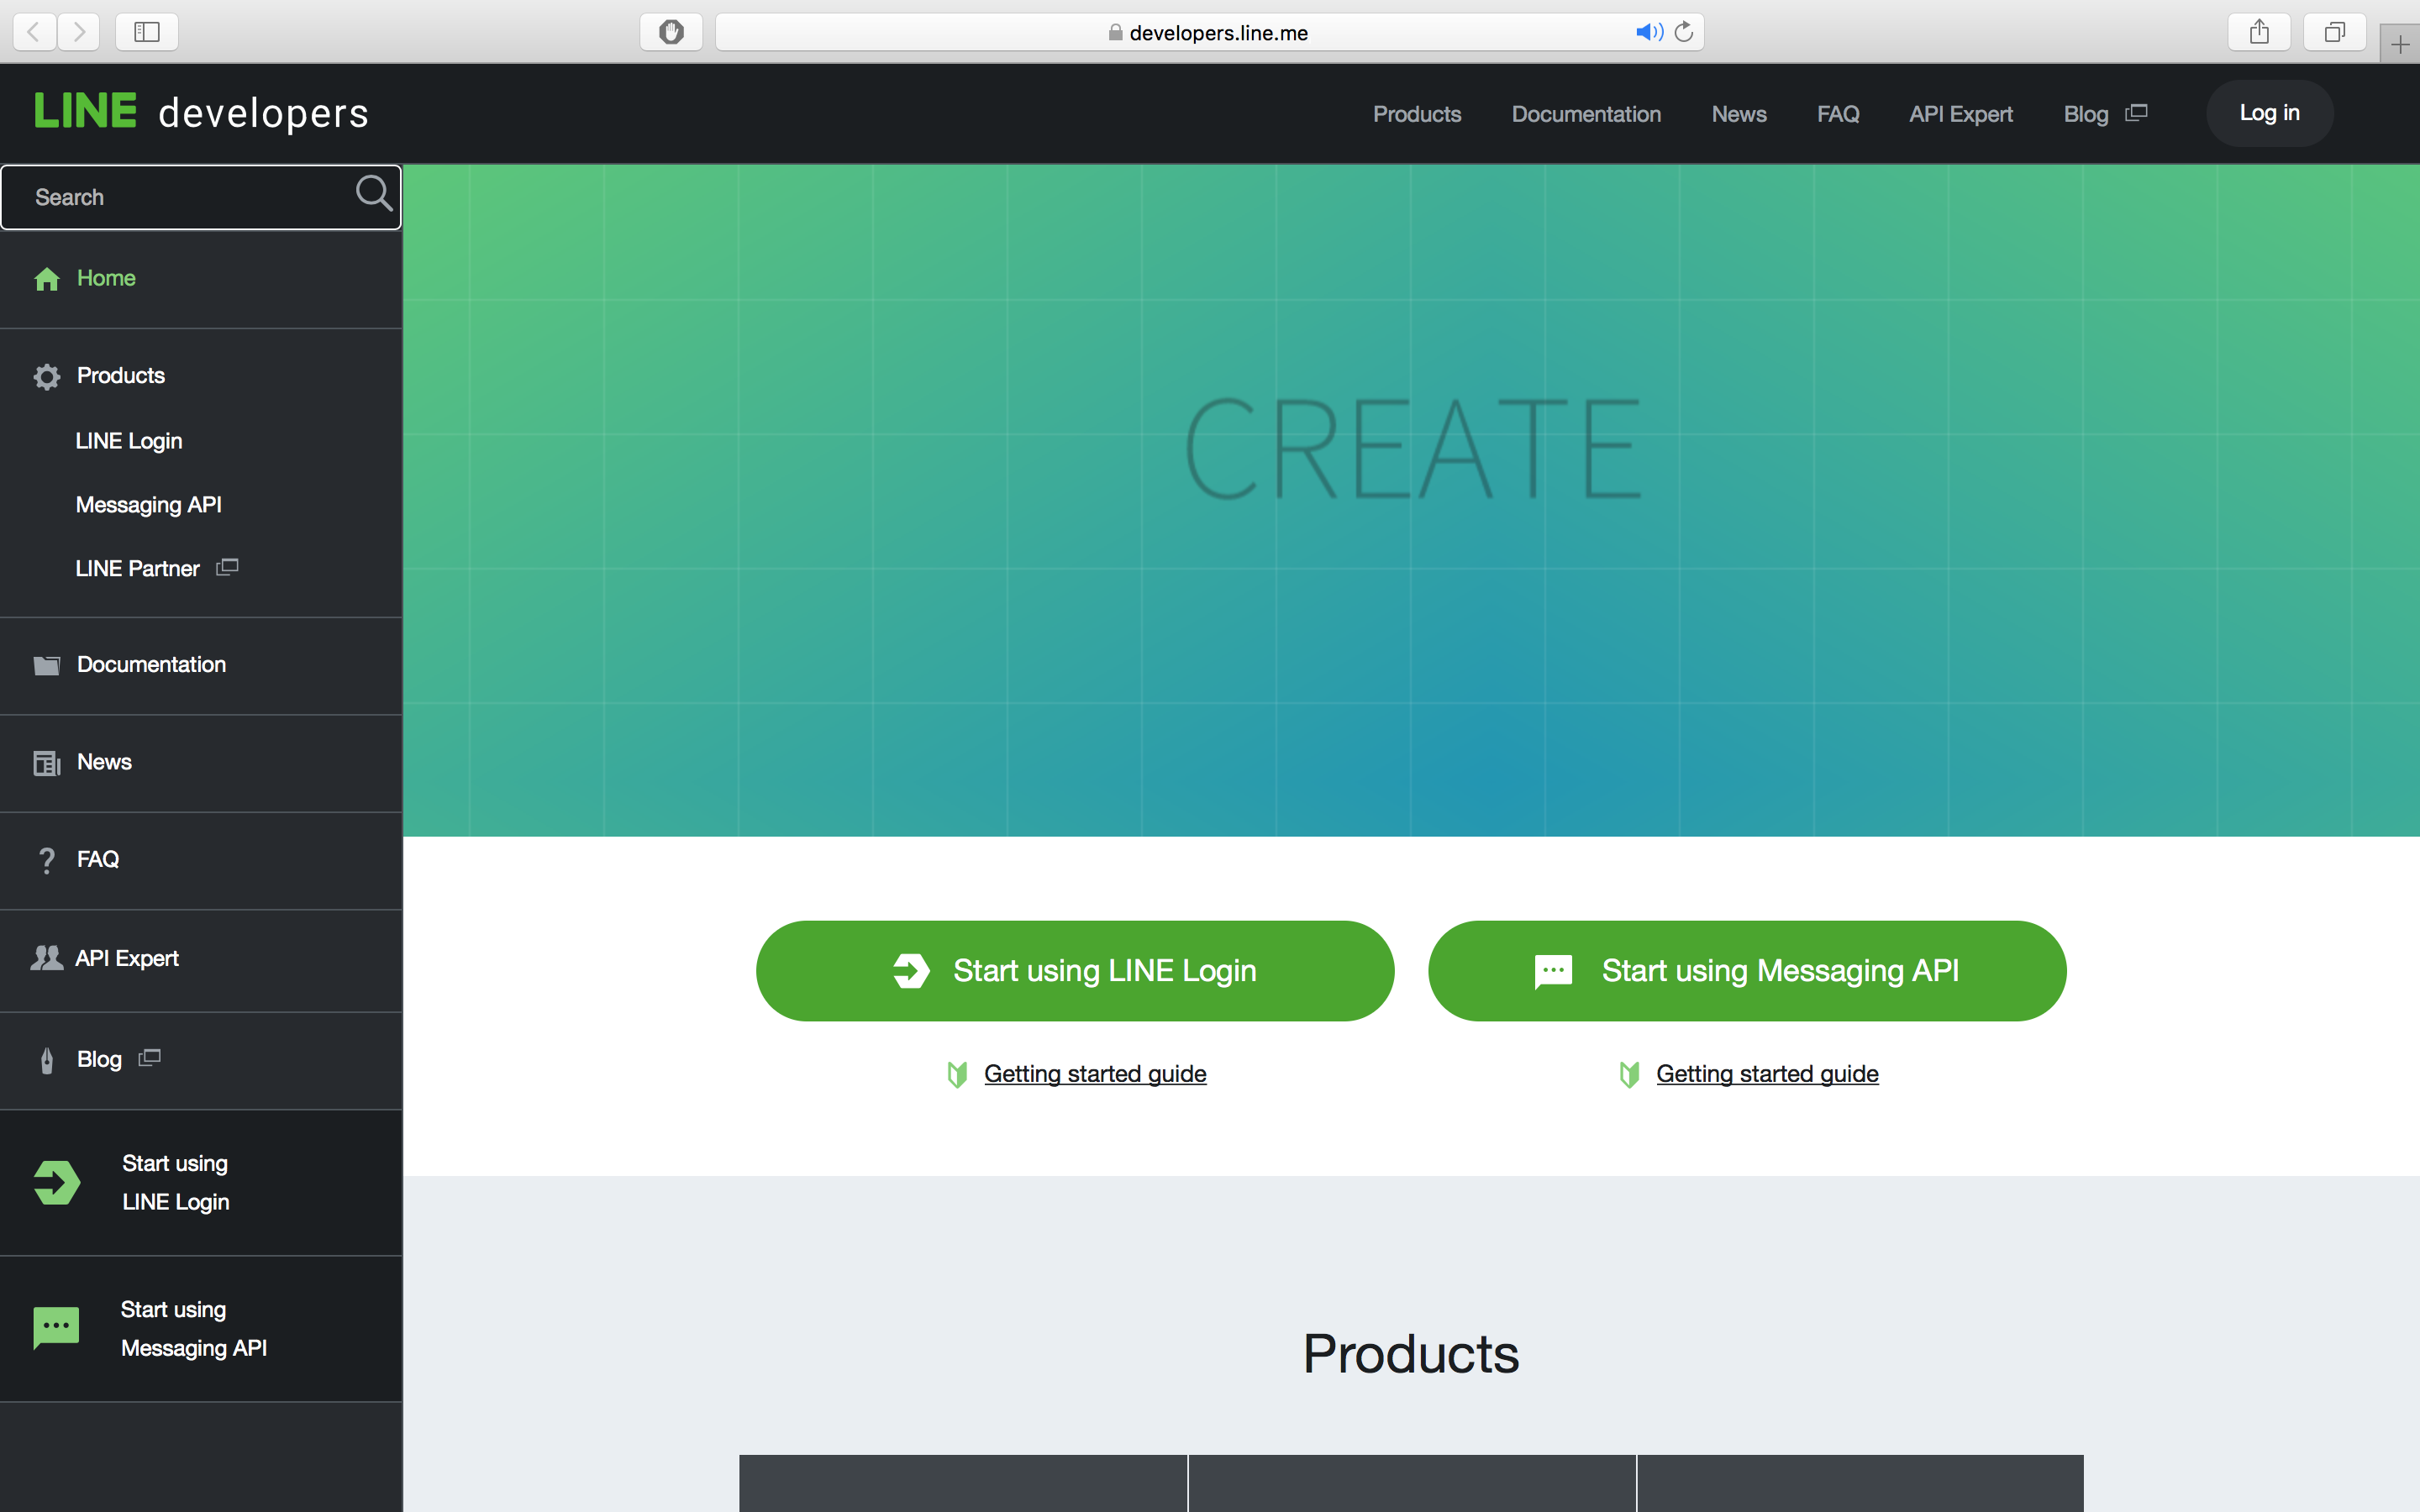 developers.line.me
LINE developers
Products
Documentation
News
FAQ
API Expert
Blog
Log in
Search
Home
Products
LINE Login
Messaging API
LINE Partner
Documentation
News
FAQ
API Expert
Blog
Start using
LINE Login
Start using
Messaging API
CREATE
Start using LINE Login
Start using Messaging API
Getting started guide
Getting started guide
Products